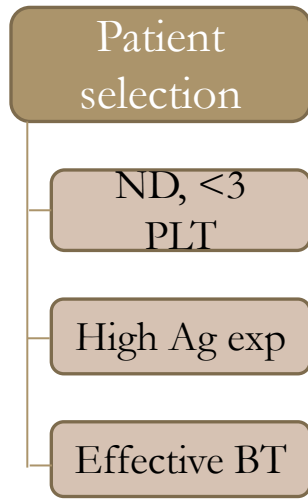 Patient
selection
ND, <3
PLT
High Ag exp
Effective BT